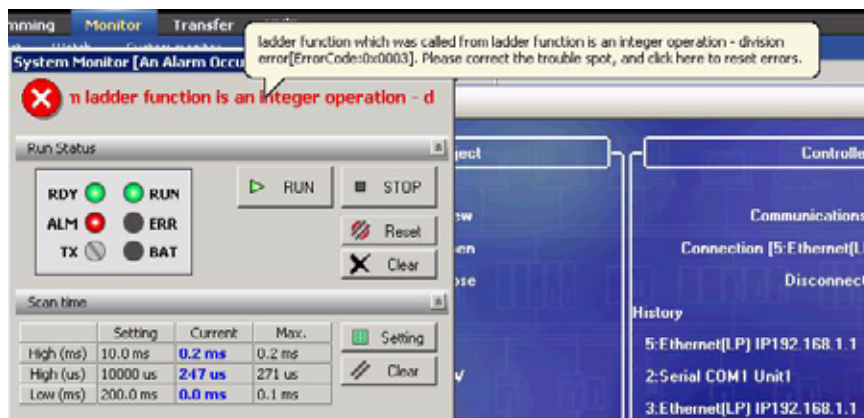 mming Monitor Transfer
ladder function which was called from ladder function is an integer operation - division
error[ErrorCode:0x0003]. Please correct the trouble spot, and click here to reset errors.
System Monitor [An Alarm Occu
n ladder function is an integer operation - d
Run Status
RDY RUN
ALM ERR
TX BAT
RUN STOP
Reset
Clear
Scan time
Setting Current Max.
High (ms) 10.0 ms 0.2 ms 0.2 ms
High (us) 10000 us 247 us 271 us
Low (ms) 200.0 ms 0.0 ms 0.1 ms
Setting
Clear
ject
ew
en
ose
Controlle
Communications
Connection [5:Ethernet(L
Disconnect
History
5:Ethernet(LP) IP192.168.1.1
2:Serial COM1 Unit1
3:Ethernet(LP) IP192.168.1.1